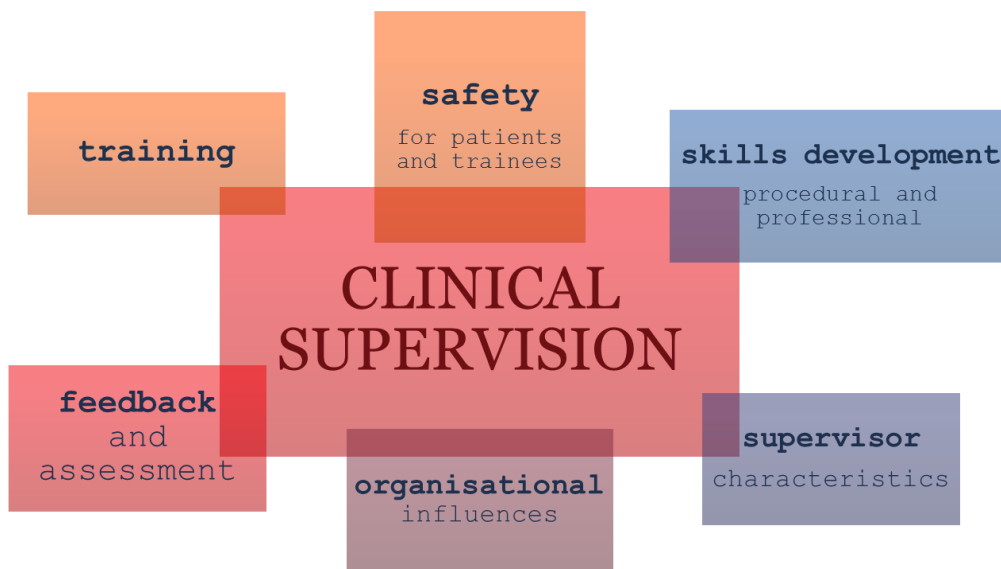 safety
for patients
and trainees
training
skills development
procedural and
professional
CLINICAL
SUPERVISION
feedback
and
assessment
organisational
influences
supervisor
characteristics